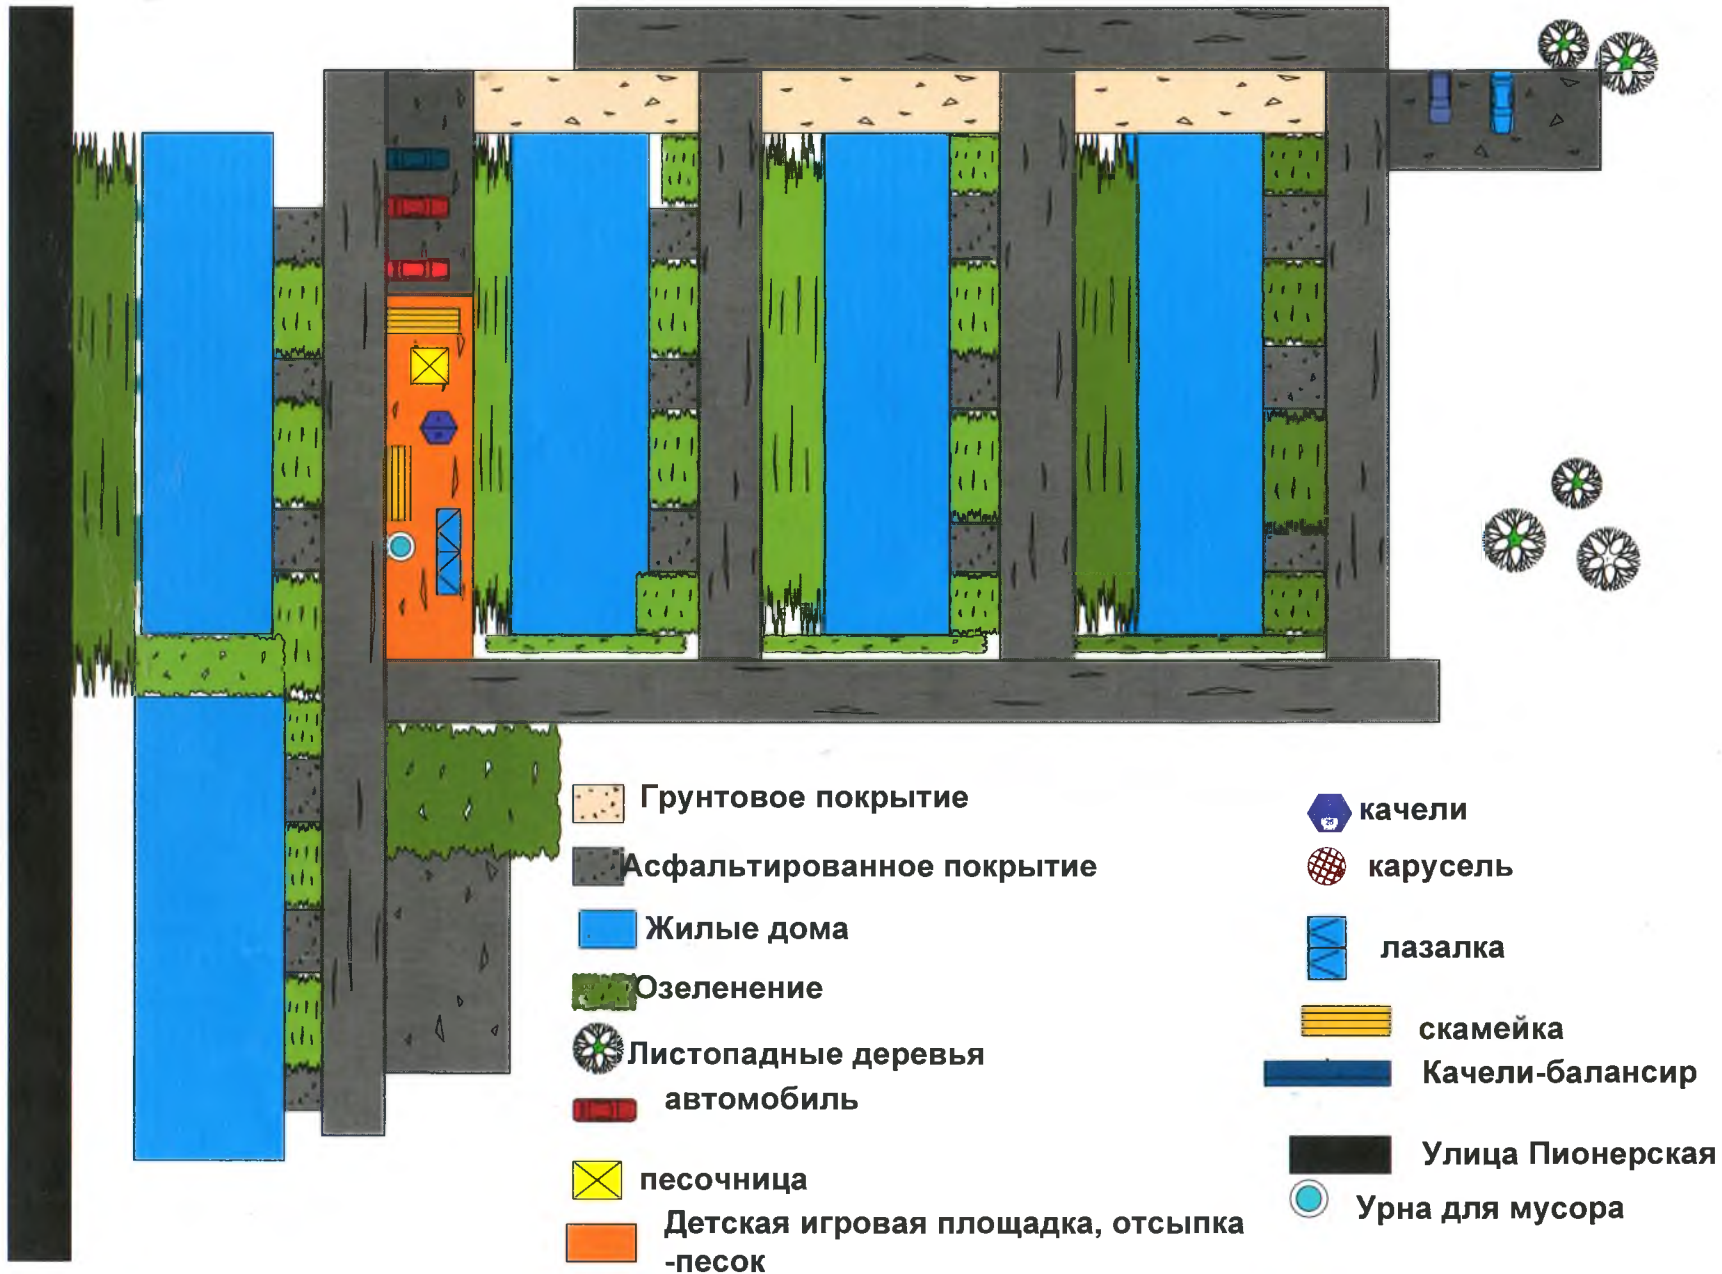 Грунтовое покрытие
Асфальтированное покрытие
Жилые дома
Озеленение
Листопадные деревья
автомобиль
песочница
Детская игровая площадка, отсыпка
-песок
качели
карусель
лазалка
скамейка
Качели-балансир
Улица Пионерская
Урна для мусора